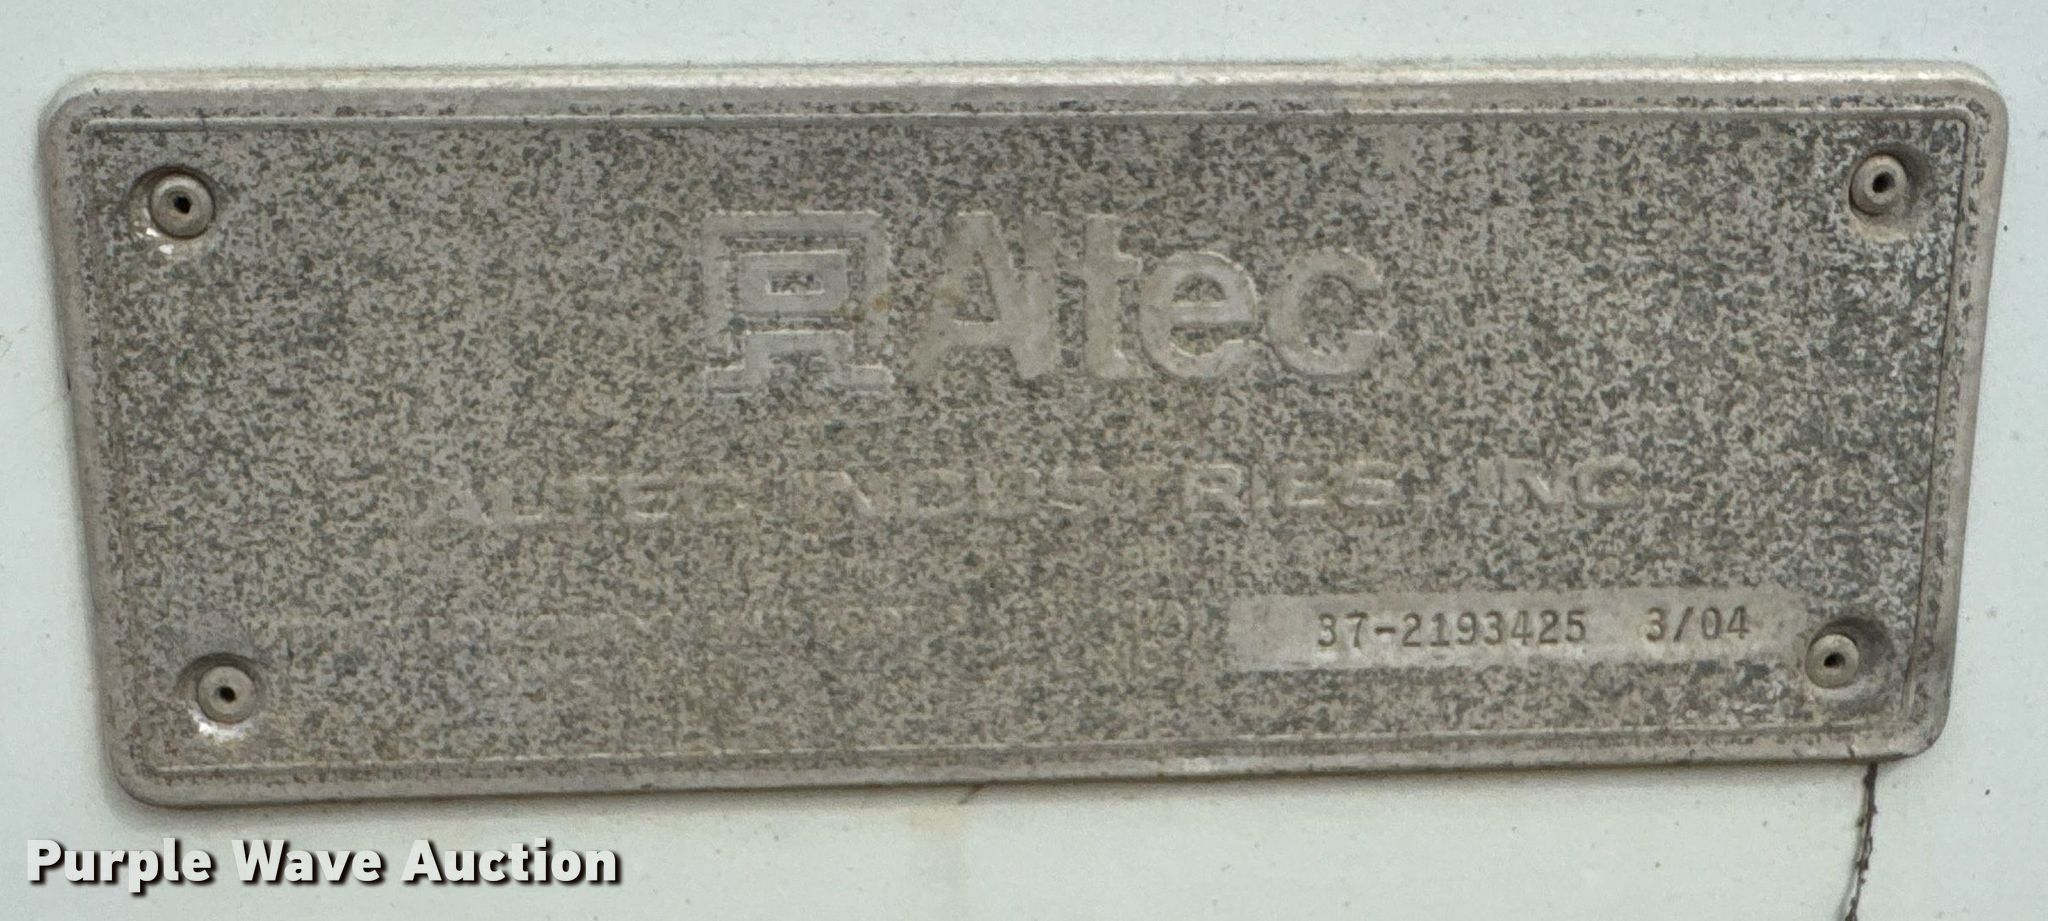 Altec
ALTEC INDUSTRIES, INC.
37-2193425 3/04
Purple Wave Auction